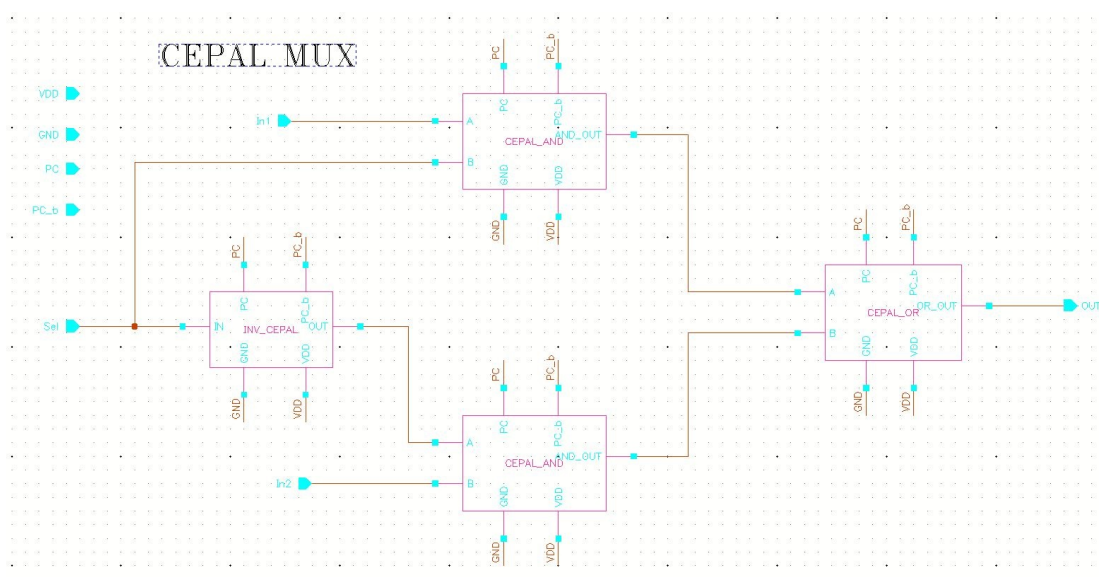 CEPAL MUX
VDD
GND
PC
PC_b
In1
PC
PC_b
PC
PC_b
A
B
CEPAL_AND
AND_OUT
GND
VDD
GND
VDD
Sel
PC
PC_b
PC
PC_b
IN
INV_CEPAL
OUT
GND
VDD
GND
VDD
PC
PC_b
PC
PC_b
A
B
CEPAL_AND
AND_OUT
GND
VDD
GND
VDD
In2
PC
PC_b
PC
PC_b
A
B
CEPAL_OR
OR_OUT
GND
VDD
GND
VDD
OUT